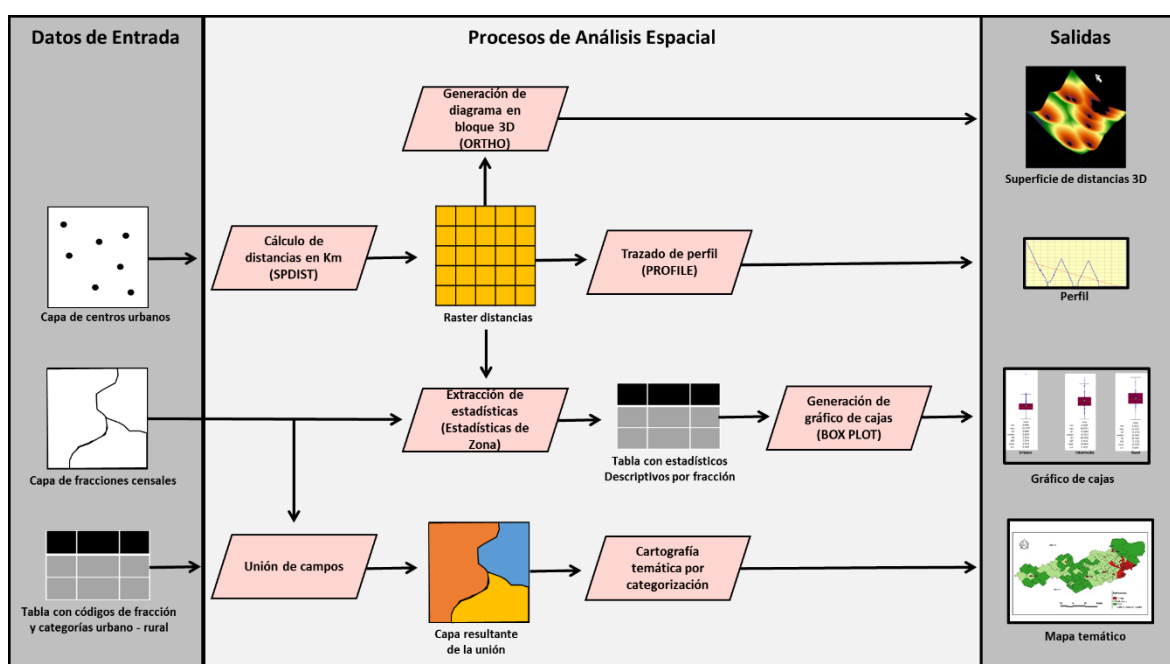 Datos de Entrada
Procesos de Análisis Espacial
Salidas
Generación de
diagrama en
bloque 3D
(ORTHO)
Superficie de distancias 3D
Capa de centros urbanos
Cálculo de
distancias en Km
(SPDIST)
Raster distancias
Trazado de perfil
(PROFILE)
Perfil
Capa de fracciones censales
Extracción de
estadísticas
(Estadísticas de
Zona)
Tabla con estadísticos
Descriptivos por fracción
Generación de
gráfico de cajas
(BOX PLOT)
Gráfico de cajas
Tabla con códigos de fracción
y categorías urbano - rural
Unión de campos
Capa resultante
de la unión
Cartografía
temática por
categorización
Mapa temático